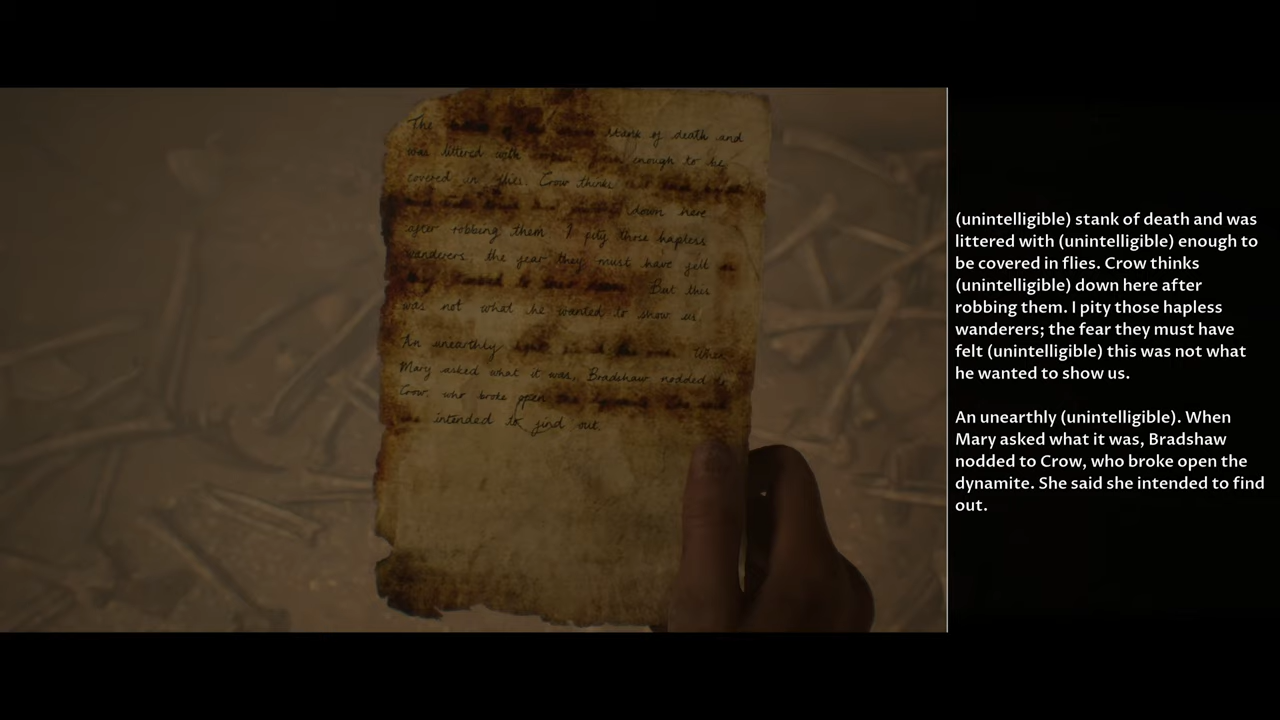 The stank of death and
was littered with enough to be
covered in flies. Crow thinks
down here
after robbing them I pity those hapless
wanderers; the fear they must have felt
But this
was not what he wanted to show us
An unearthly When
Mary asked what it was, Bradshaw nodded to
Crow, who broke open
intended to find out.
(unintelligible) stank of death and was
littered with (unintelligible) enough to
be covered in flies. Crow thinks
(unintelligible) down here after
robbing them. I pity those hapless
wanderers; the fear they must have
felt (unintelligible) this was not what
he wanted to show us.
An unearthly (unintelligible). When
Mary asked what it was, Bradshaw
nodded to Crow, who broke open the
dynamite. She said she intended to find
out.